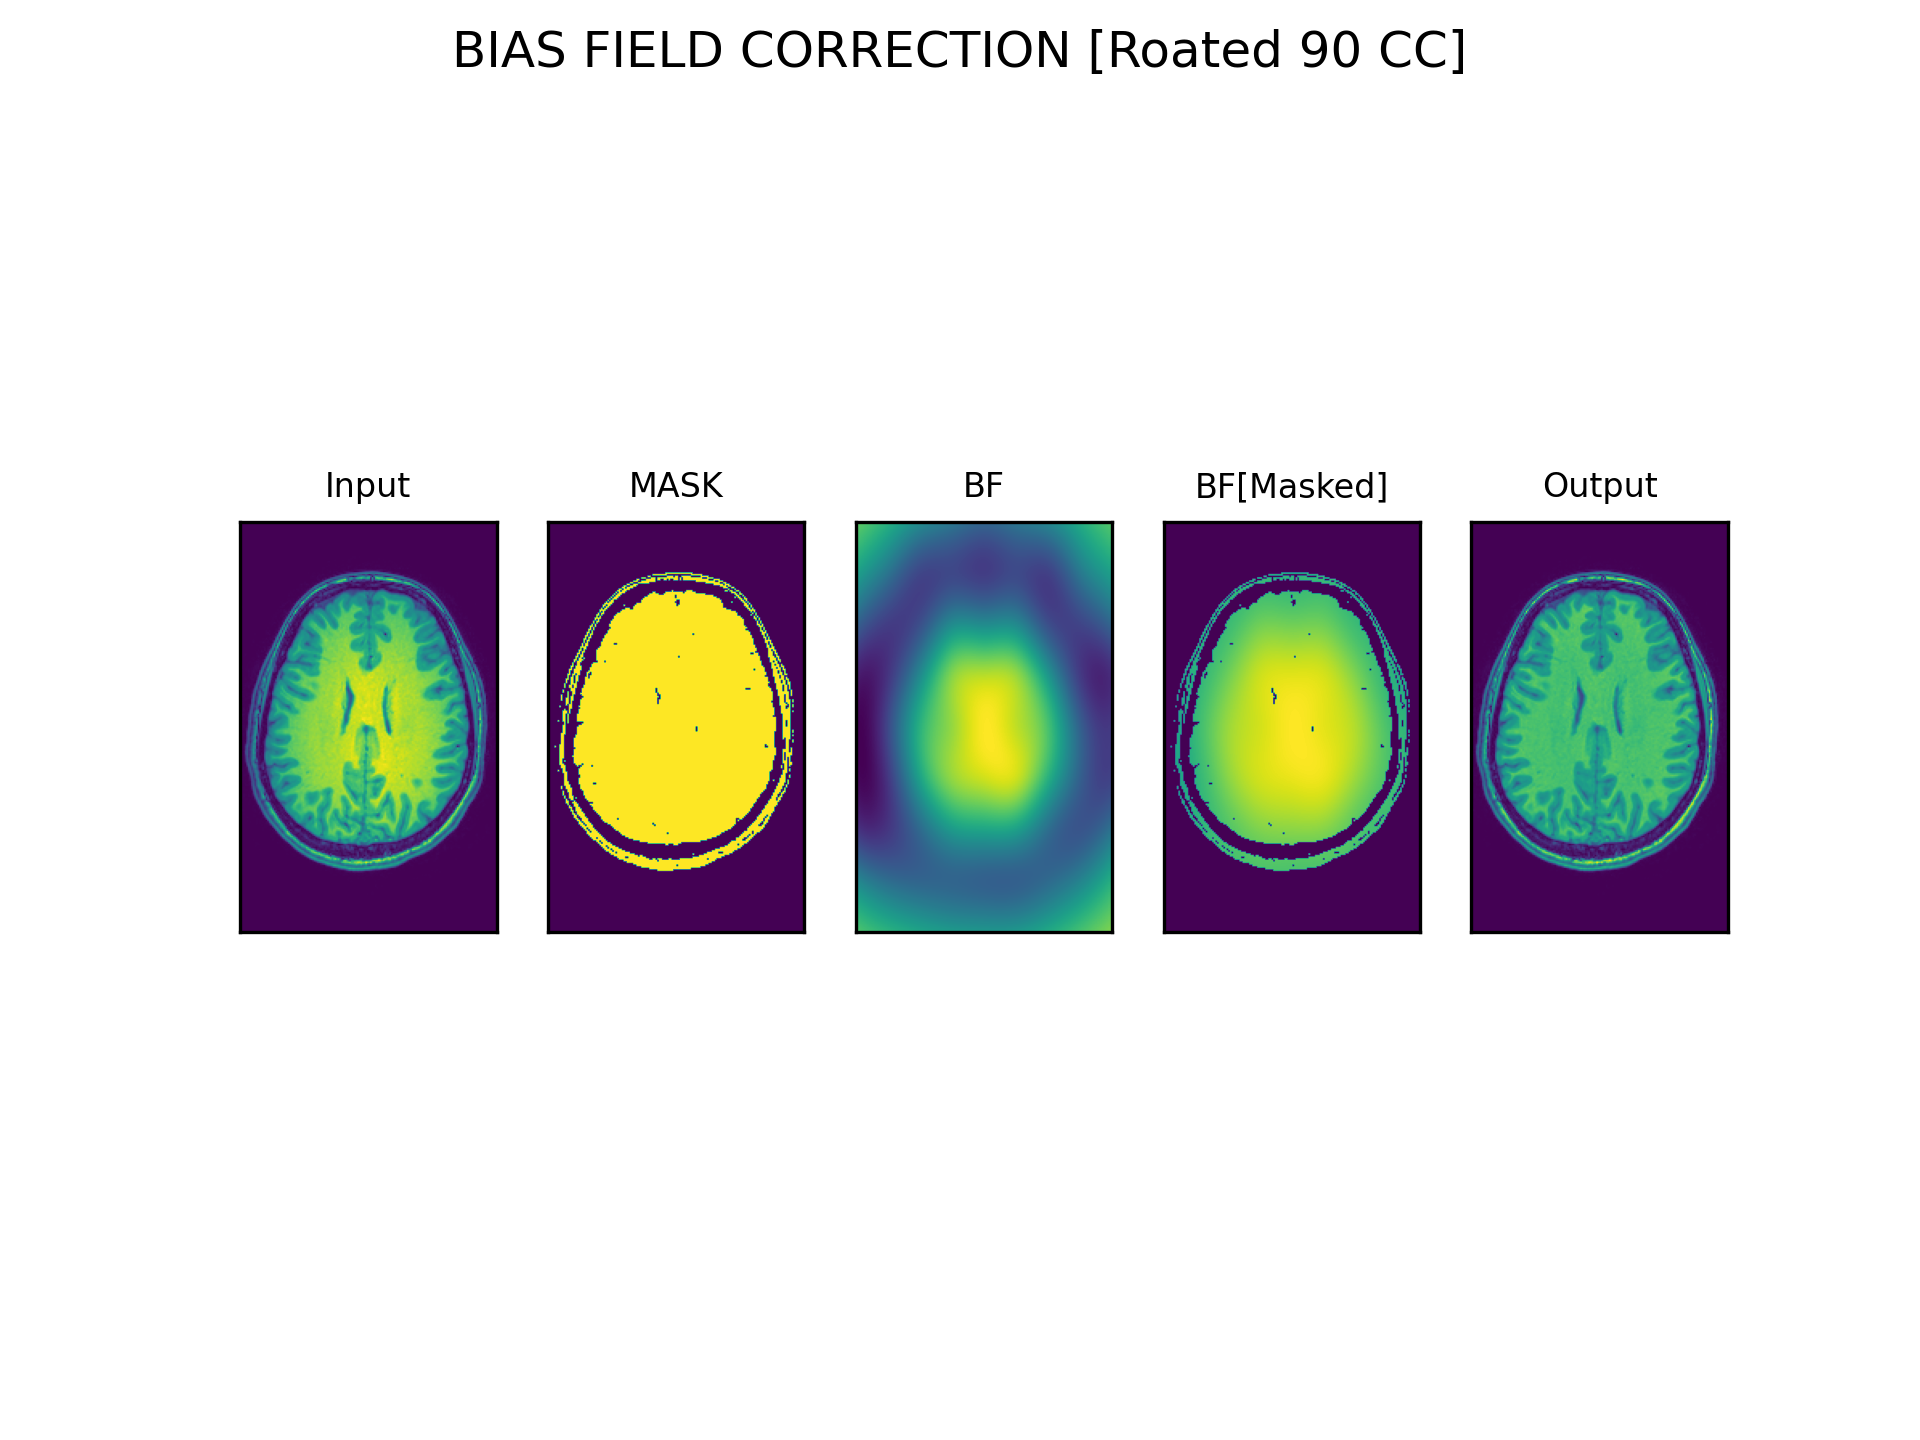 BIAS FIELD CORRECTION [Roated 90 CC]
Input
MASK
BF
BF[Masked]
Output